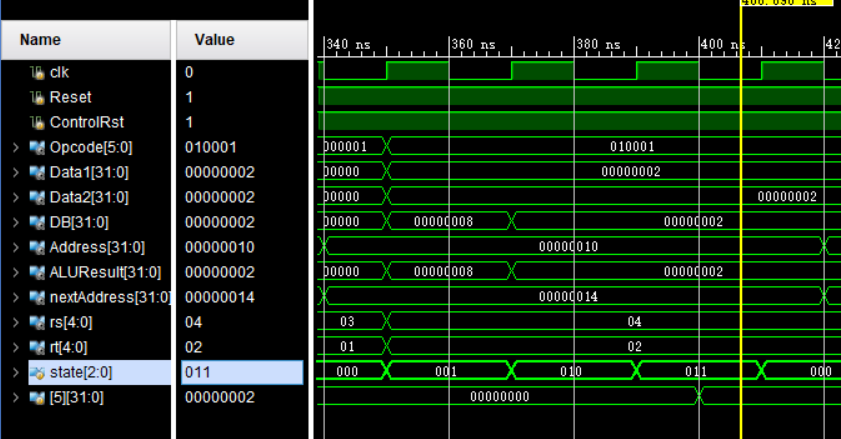 400.090 ns
Name Value
340 ns 360 ns 380 ns 400 ns 42
clk 0
Reset 1
ControlRst 1
Opcode[5:0] 010001 000001 010001
Data1[31:0] 00000002 00000 00000002
Data2[31:0] 00000002 00000 00000002
DB[31:0] 00000002 00000 00000008 00000002
Address[31:0] 00000010 00000010
ALUResult[31:0] 00000002 00000 00000008 00000002
nextAddress[31:0] 00000014 00000014
rs[4:0] 04 03 04
rt[4:0] 02 01 02
state[2:0] 011 000 001 010 011 000
[5][31:0] 00000002 00000000